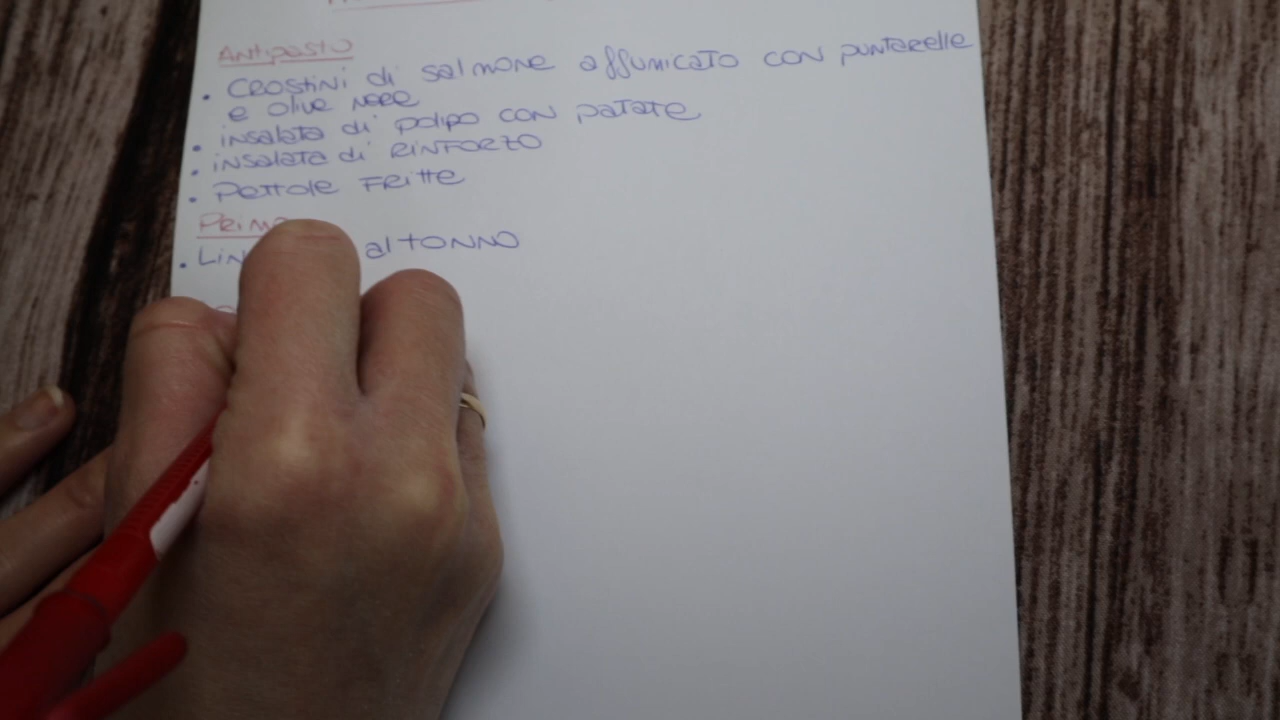 Antipasto
• CROSTINI di salmone affumicato CON puntarelle
e olive NERE
• insalata di polipo CON patate
• insalata di RINFORZO
• Pettole FRitte
al TONNO